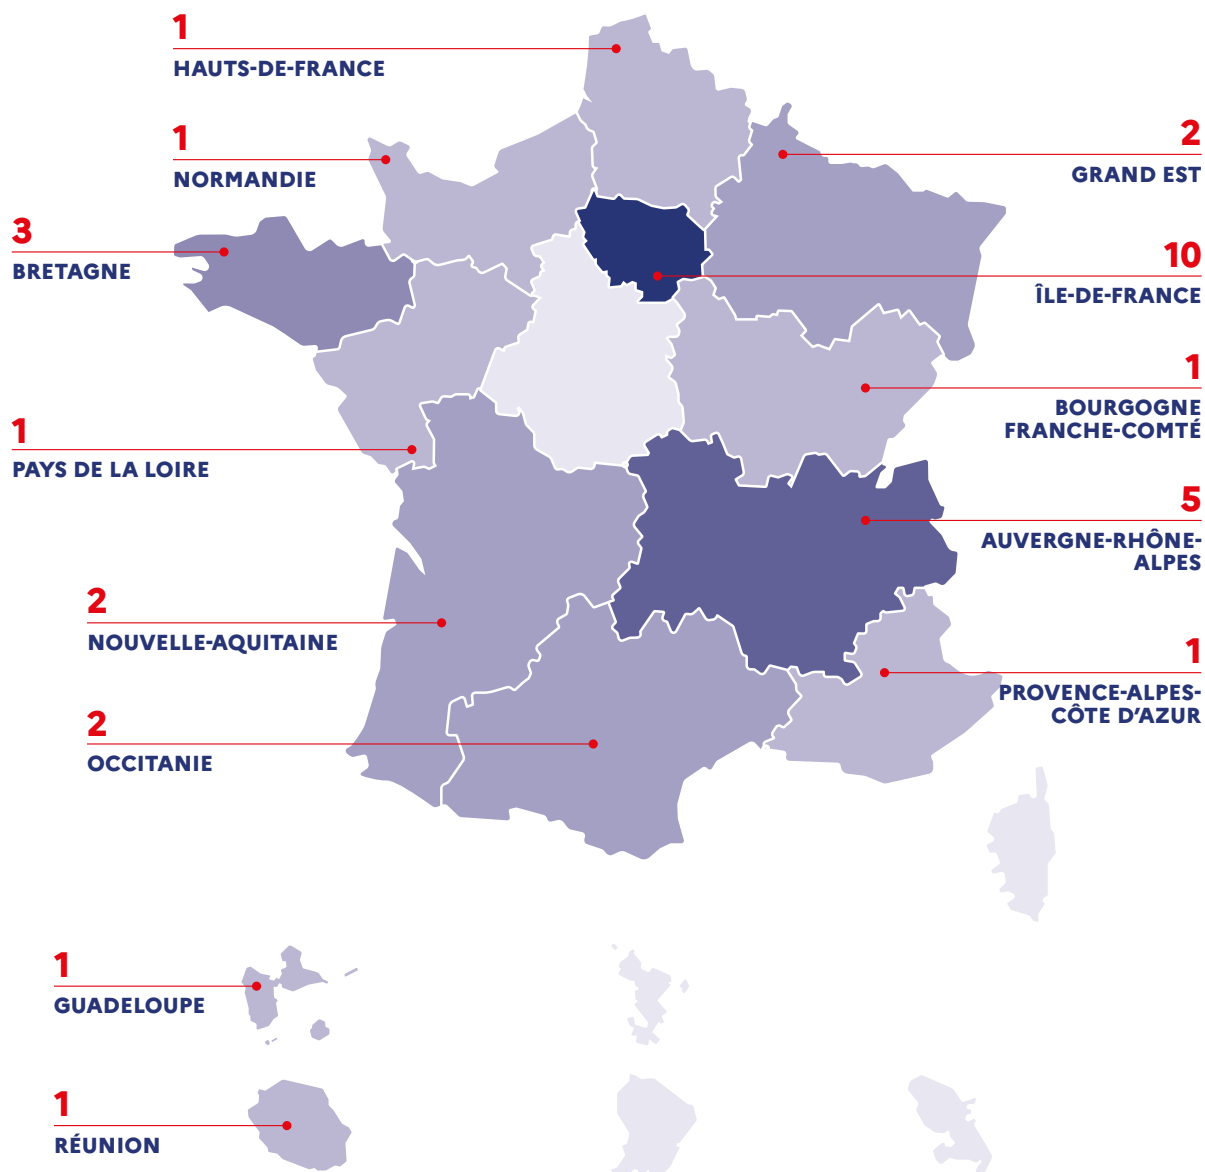 1
HAUTS-DE-FRANCE
1
NORMANDIE
2
GRAND EST
3
BRETAGNE
10
ÎLE-DE-FRANCE
1
BOURGOGNE
FRANCHE-COMTÉ
1
PAYS DE LA LOIRE
5
AUVERGNE-RHÔNE-
ALPES
2
NOUVELLE-AQUITAINE
1
PROVENCE-ALPES-
CÔTE D’AZUR
2
OCCITANIE
1
GUADELOUPE
1
RÉUNION